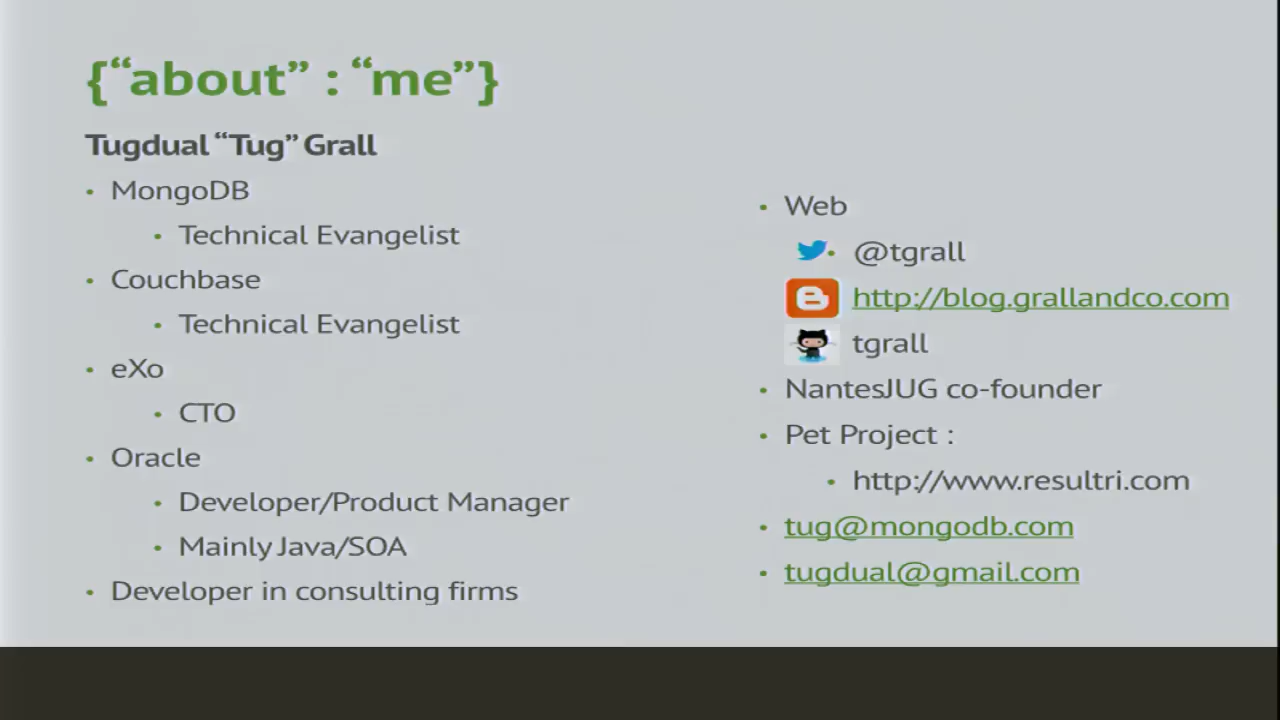 {“about” : “me”}
Tugdual “Tug” Grall
• MongoDB
• Technical Evangelist
• Couchbase
• Technical Evangelist
• eXo
• CTO
• Oracle
• Developer/Product Manager
• Mainly Java/SOA
• Developer in consulting firms
• Web
• @tgrall
http://blog.grallandco.com
tgrall
• NantesJUG co-founder
• Pet Project :
• http://www.resultri.com
• tug@mongodb.com
• tugdual@gmail.com